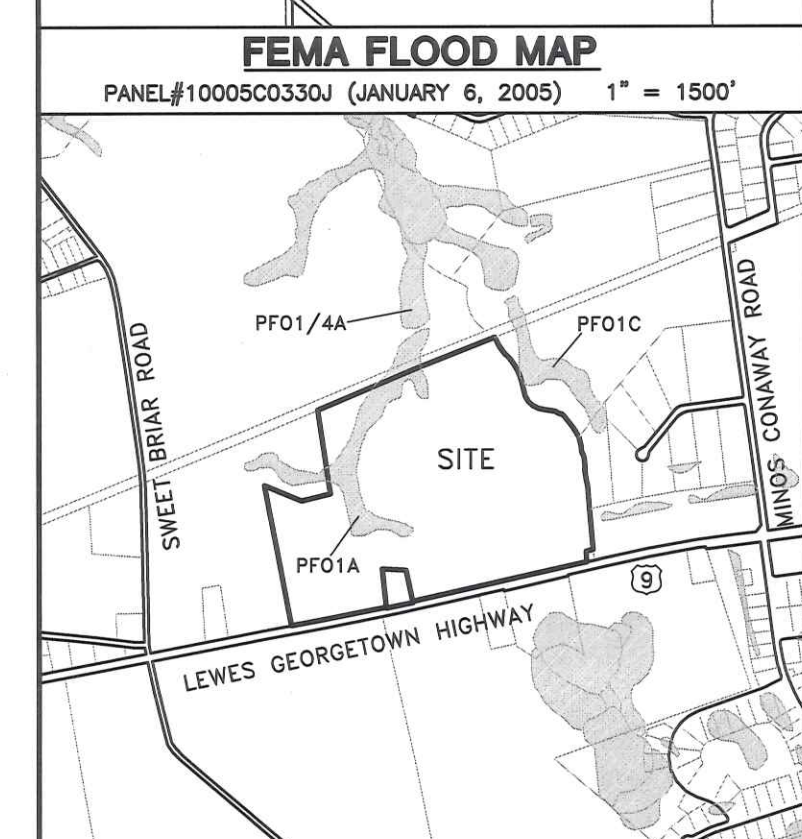 FEMA FLOOD MAP
PANEL#10005C0330J (JANUARY 6, 2005) 1" = 1500'
PFO1/4A
PFO1C
SWEET BRIAR ROAD
MINOS CONAWAY ROAD
SITE
PFO1A
9
LEWES GEORGETOWN HIGHWAY